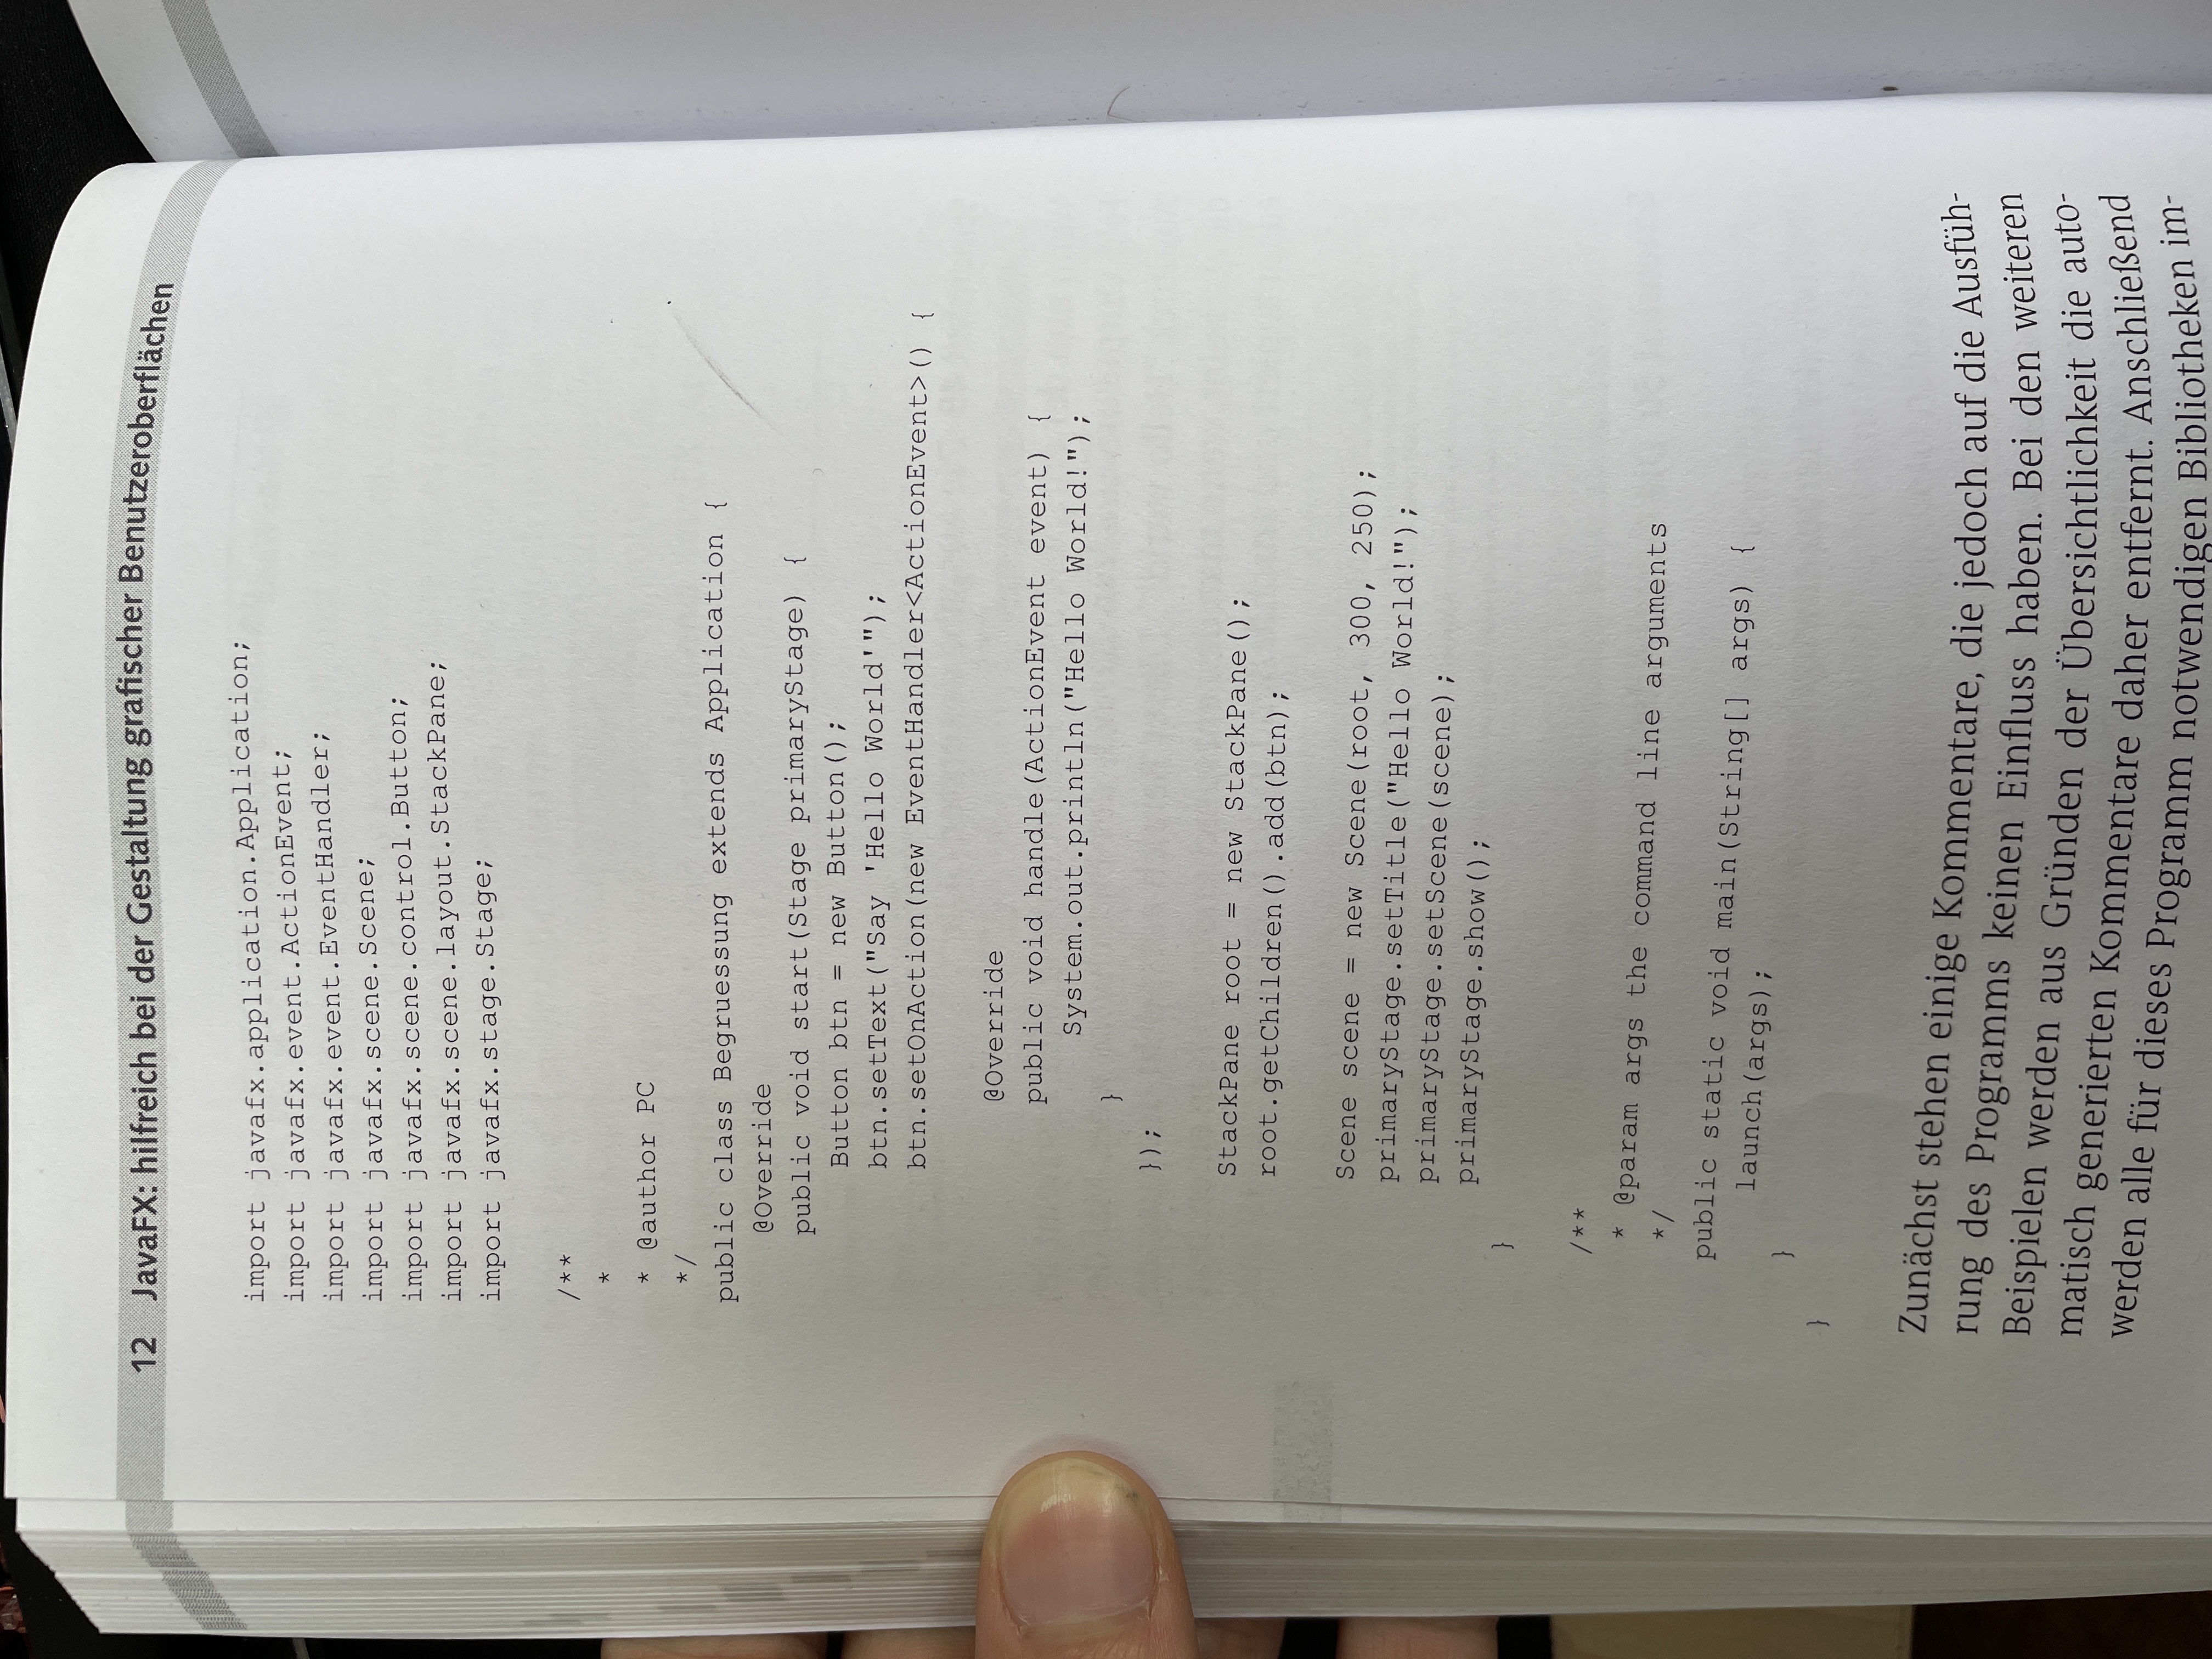 12 JavaFX: hilfreich bei der Gestaltung grafischer Benutzeroberflächen
import javafx.application.Application;
import javafx.event.ActionEvent;
import javafx.event.EventHandler;
import javafx.scene.Scene;
import javafx.scene.control.Button;
import javafx.scene.layout.StackPane;
import javafx.stage.Stage;
/**
*
* @author PC
*/
public class Begruessung extends Application {
@Override
public void start(Stage primaryStage) {
Button btn = new Button();
btn.setText("Say 'Hello World'");
btn.setOnAction(new EventHandler<ActionEvent>() {
@Override
public void handle(ActionEvent event) {
System.out.println("Hello World!");
}
});
StackPane root = new StackPane();
root.getChildren().add(btn);
Scene scene = new Scene(root, 300, 250);
primaryStage.setTitle("Hello World!");
primaryStage.setScene(scene);
primaryStage.show();
}
/**
* @param args the command line arguments
*/
public static void main(String[] args) {
launch(args);
}
}
Zunächst stehen einige Kommentare, die jedoch auf die Ausfüh-
rung des Programms keinen Einfluss haben. Bei den weiteren
Beispielen werden aus Gründen der Übersichtlichkeit die auto-
matisch generierten Kommentare daher entfernt. Anschließend
werden alle für dieses Programm notwendigen Bibliotheken im-